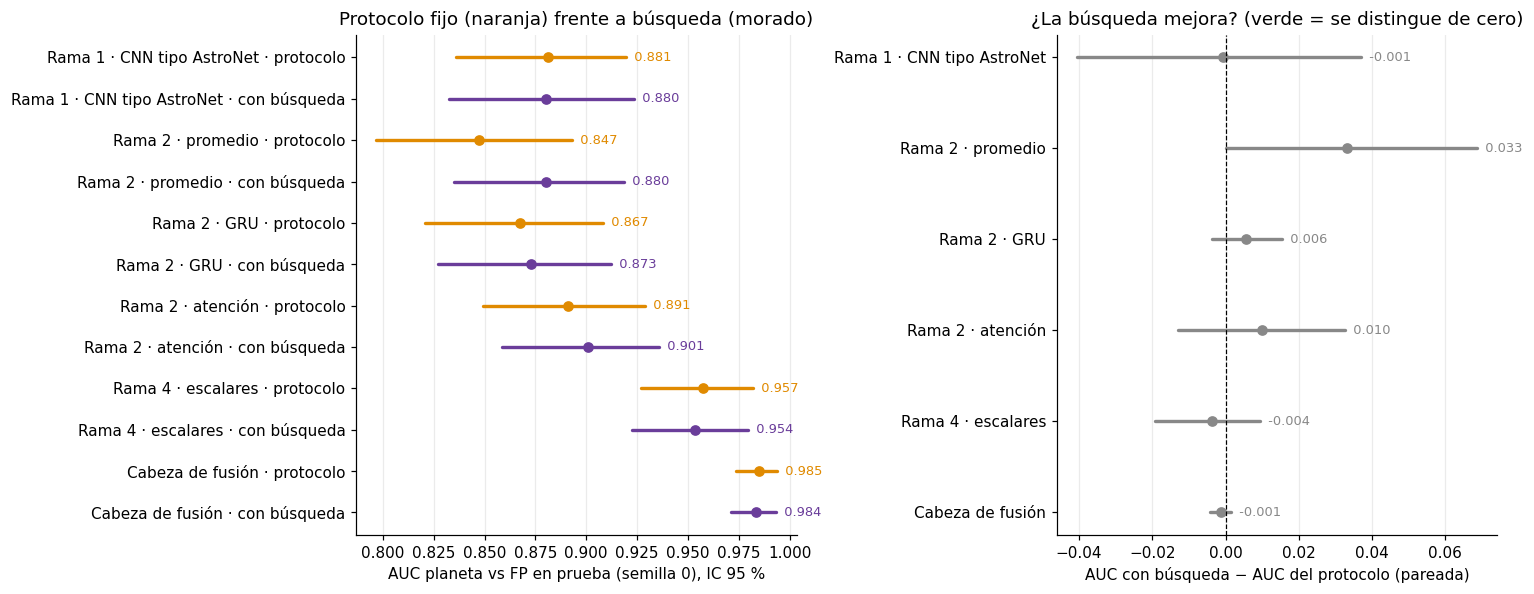 Protocolo fijo (naranja) frente a búsqueda (morado)
Rama 1 · CNN tipo AstroNet · protocolo
0.881
Rama 1 · CNN tipo AstroNet · con búsqueda
0.880
Rama 2 · promedio · protocolo
0.847
Rama 2 · promedio · con búsqueda
0.880
Rama 2 · GRU · protocolo
0.867
Rama 2 · GRU · con búsqueda
0.873
Rama 2 · atención · protocolo
0.891
Rama 2 · atención · con búsqueda
0.901
Rama 4 · escalares · protocolo
0.957
Rama 4 · escalares · con búsqueda
0.954
Cabeza de fusión · protocolo
0.985
Cabeza de fusión · con búsqueda
0.984
0.800 0.825 0.850 0.875 0.900 0.925 0.950 0.975 1.000
AUC planeta vs FP en prueba (semilla 0), IC 95 %
¿La búsqueda mejora? (verde = se distingue de cero)
Rama 1 · CNN tipo AstroNet
-0.001
Rama 2 · promedio
0.033
Rama 2 · GRU
0.006
Rama 2 · atención
0.010
Rama 4 · escalares
-0.004
Cabeza de fusión
-0.001
−0.04 −0.02 0.00 0.02 0.04 0.06
AUC con búsqueda − AUC del protocolo (pareada)